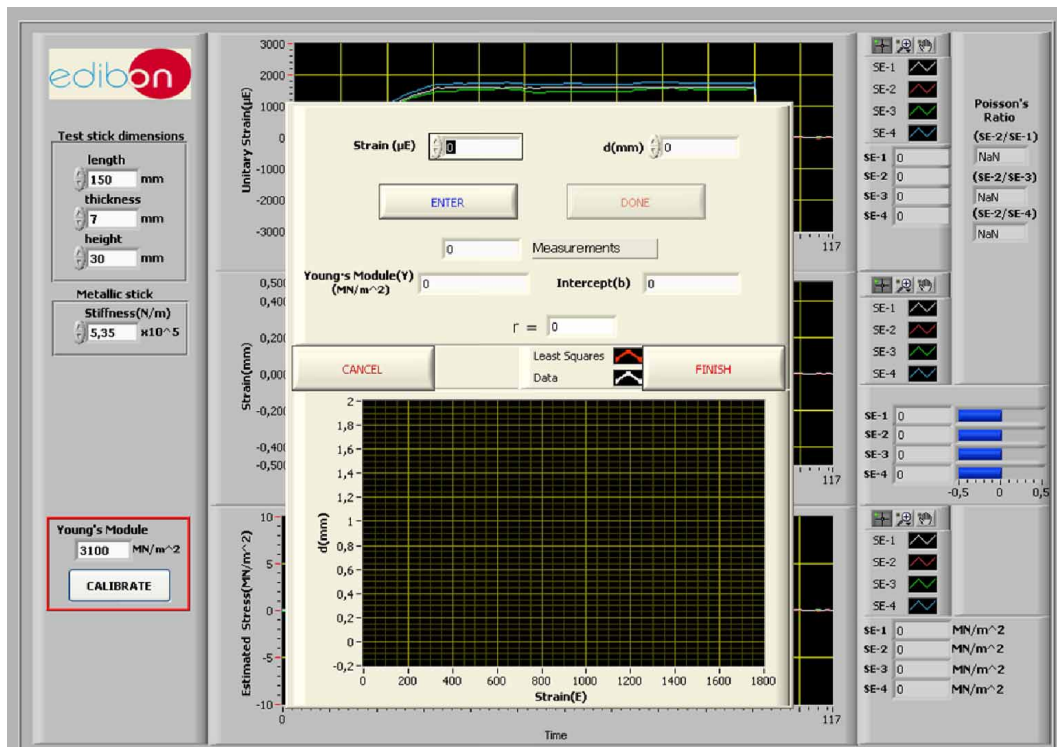 edibon
Test stick dimensions
length
150 mm
thickness
7 mm
height
30 mm
Metallic stick
Stiffness(N/m)
5,35 x10^5
Young's Module
3100 MN/m^2
CALIBRATE
Unitary Strain(µE)
3000
2000
1000
0
-1000
-2000
-3000
117
Strain(mm)
0,50
0,40
0,20
0,00
-0,20
-0,40
-0,50
117
Estimated Stress(MN/m^2)
10
5
0
-5
-10
0
117
Time
Strain (µE) 0
d(mm) 0
ENTER
DONE
0 Measurements
Young's Module(Y)
(MN/m^2)
0
Intercept(b) 0
r = 0
CANCEL
Least Squares
Data
FINISH
d(mm)
2
1,8
1,6
1,4
1,2
1
0,8
0,6
0,4
0,2
0
-0,2
0 200 400 600 800 1000 1200 1400 1600 1800
Strain(E)
SE-1
SE-2
SE-3
SE-4
SE-1 0
SE-2 0
SE-3 0
SE-4 0
Poisson's
Ratio
(SE-2/SE-1)
NaN
(SE-2/SE-3)
NaN
(SE-2/SE-4)
NaN
SE-1
SE-2
SE-3
SE-4
SE-1 0
SE-2 0
SE-3 0
SE-4 0
-0,5 0 0,5
SE-1
SE-2
SE-3
SE-4
SE-1 0 MN/m^2
SE-2 0 MN/m^2
SE-3 0 MN/m^2
SE-4 0 MN/m^2